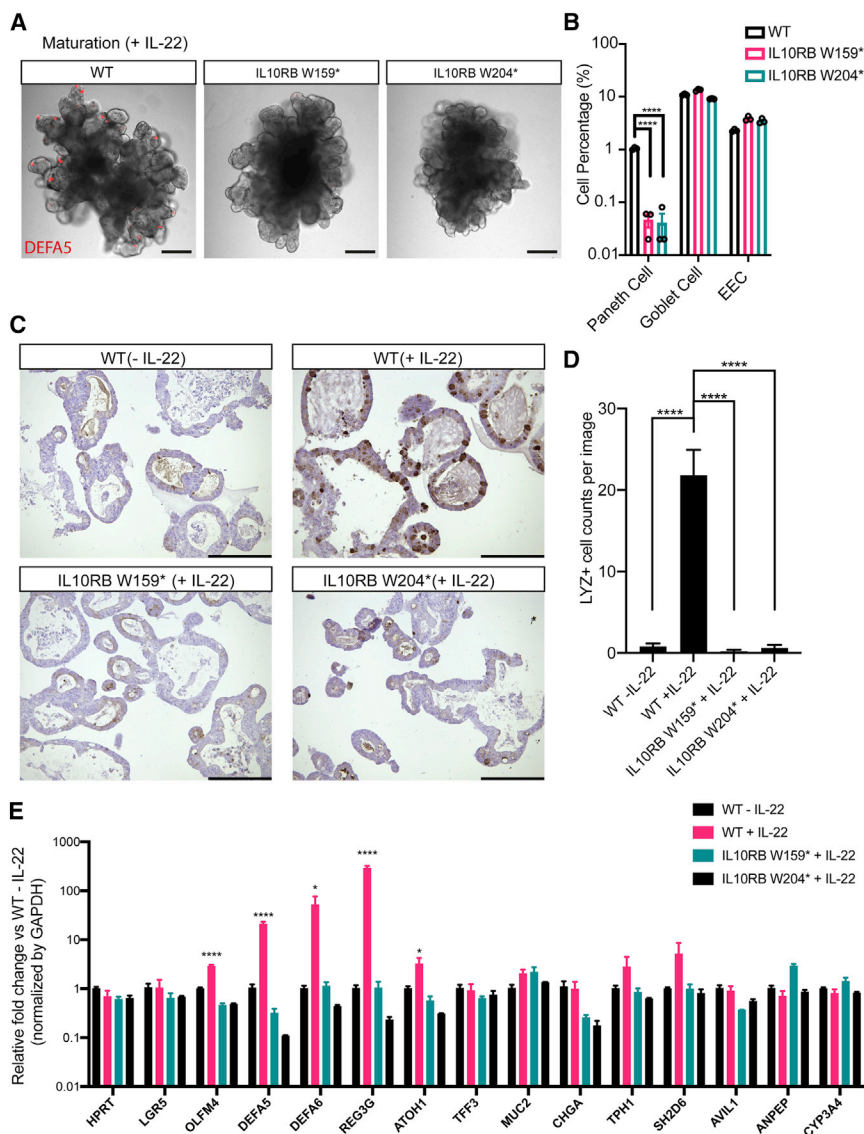 A
Maturation (+ IL-22)
WT
IL10RB W159*
IL10RB W204*
DEFA5
B
WT
IL10RB W159*
IL10RB W204*
Cell Percentage (%)
100
10
1
0.1
0.01
****
****
Paneth Cell
Goblet Cell
EEC
C
WT(- IL-22)
WT(+ IL-22)
IL10RB W159* (+ IL-22)
IL10RB W204*(+ IL-22)
D
LYZ+ cell counts per image
30
20
10
0
****
****
****
WT -IL-22
WT +IL-22
IL10RB W159* + IL-22
IL10RB W204* + IL-22
E
WT - IL-22
WT + IL-22
IL10RB W159* + IL-22
IL10RB W204* + IL-22
Relative fold change vs WT - IL-22
(normalized by GAPDH)
1000
100
10
1
0.1
0.01
****
****
*
****
*
HPRT
LGR5
OLFM4
DEFA5
DEFA6
REG3G
ATOH1
TFF3
MUC2
CHGA
TPH1
SH2D6
AVIL1
ANPEP
CYP3A4